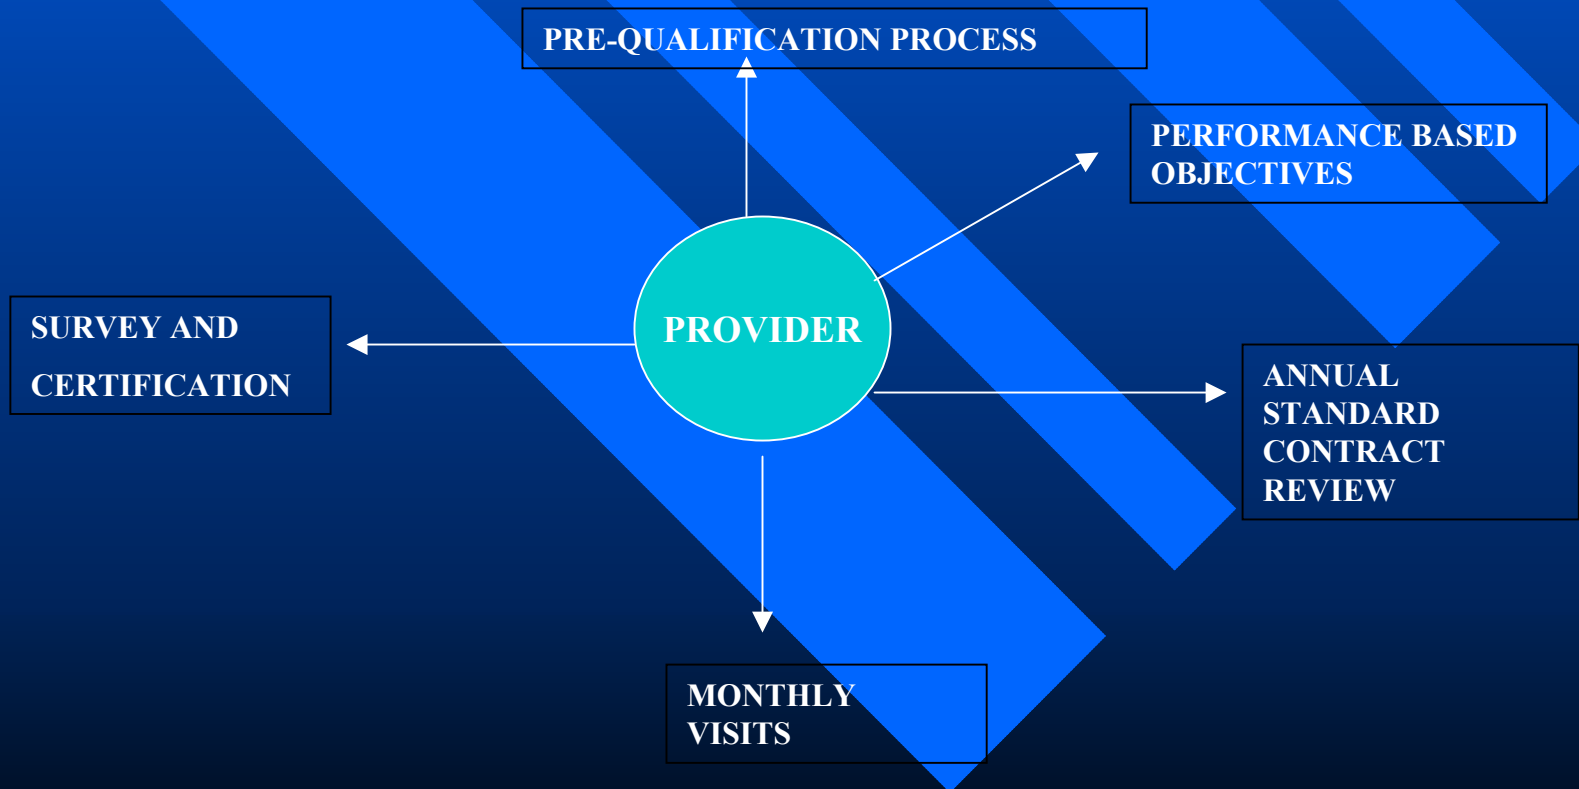 PRE-QUALIFICATION PROCESS
PERFORMANCE BASED
OBJECTIVES
SURVEY AND
CERTIFICATION
PROVIDER
ANNUAL
STANDARD
CONTRACT
REVIEW
MONTHLY
VISITS